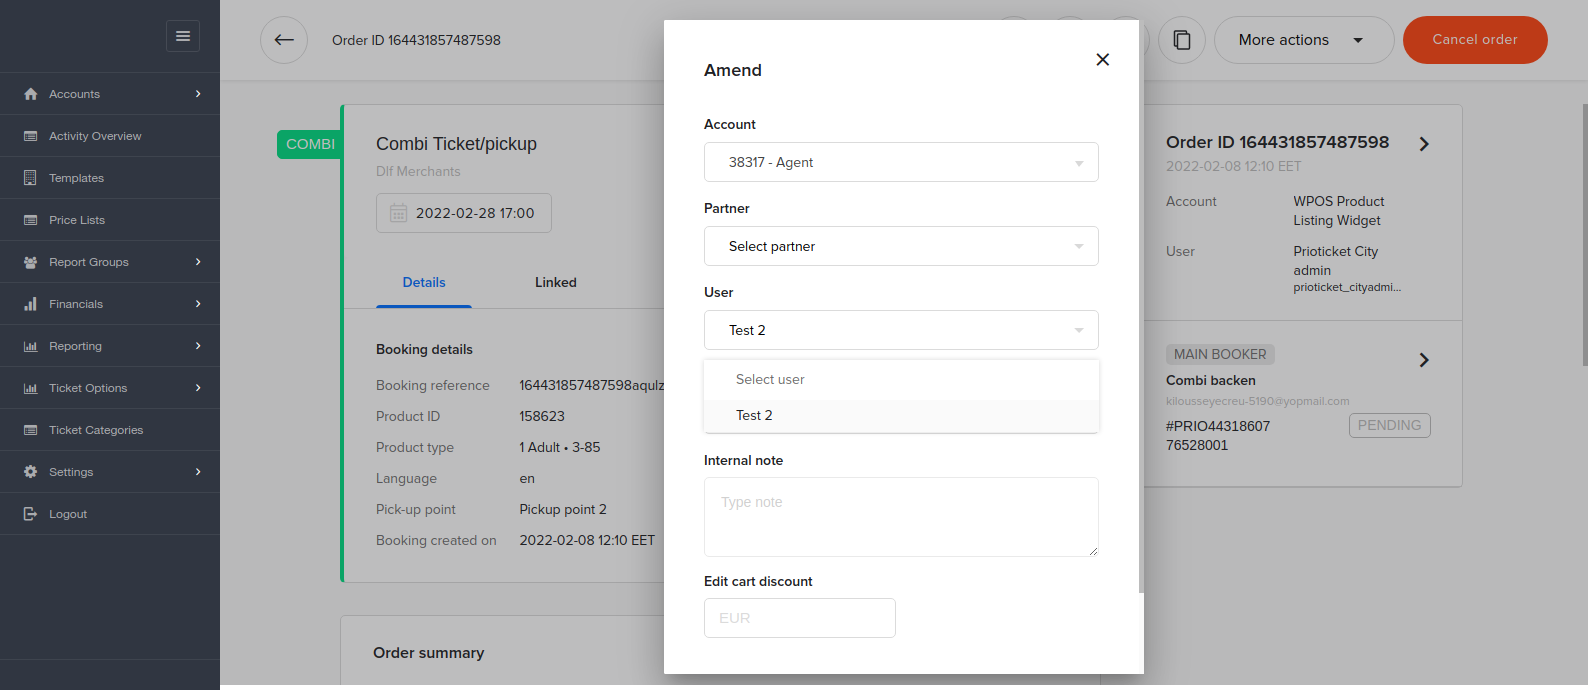 Accounts
Activity Overview
Templates
Price Lists
Report Groups
Financials
Reporting
Ticket Options
Ticket Categories
Settings
Logout
Order ID 164431857487598
More actions
Cancel order
COMBI
Combi Ticket/pickup
Dlf Merchants
2022-02-28 17:00
Details
Linked
Booking details
Booking reference 164431857487598aqulz
Product ID 158623
Product type 1 Adult • 3-85
Language en
Pick-up point Pickup point 2
Booking created on 2022-02-08 12:10 EET
Order summary
Amend
Account
38317 - Agent
Partner
Select partner
User
Test 2
Select user
Test 2
Internal note
Type note
Edit cart discount
EUR
Order ID 164431857487598
2022-02-08 12:10 EET
Account WPOS Product
Listing Widget
User Prioticket City
admin
prioticket_cityadmi...
MAIN BOOKER
Combi backen
kilousseyecreu-5190@yopmail.com
#PRIO44318607
76528001
PENDING